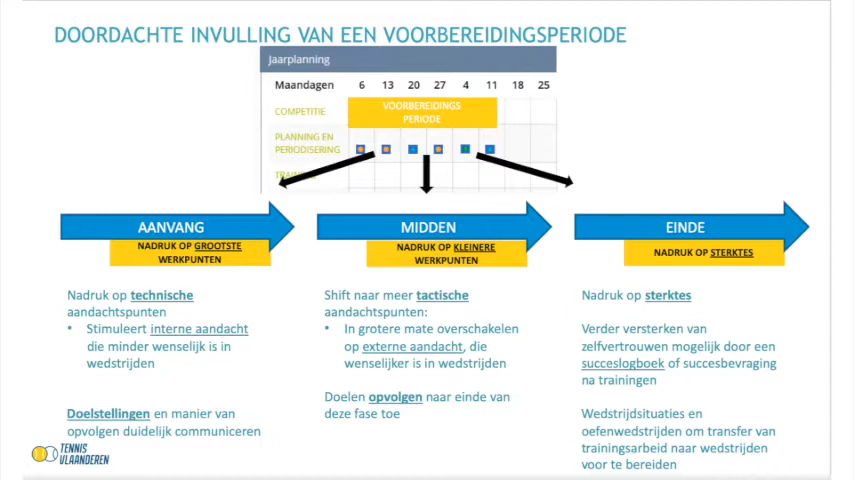 DOORDACHTE INVULLING VAN EEN VOORBEREIDINGSPERIODE
Jaarplanning
Maandagen 6 13 20 27 4 11 18 25
COMPETITIE
VOORBEREIDINGS
PERIODE
PLANNING EN
PERIODISERING
AANVANG
NADRUK OP GROOTSTE
WERKPUNTEN
Nadruk op technische
aandachtspunten
• Stimuleert interne aandacht
die minder wenselijk is in
wedstrijden
Doelstellingen en manier van
opvolgen duidelijk communiceren
MIDDEN
NADRUK OP KLEINERE
WERKPUNTEN
Shift naar meer tactische
aandachtspunten:
• In grotere mate overschakelen
op externe aandacht, die
wenselijker is in wedstrijden
Doelen opvolgen naar einde van
deze fase toe
EINDE
NADRUK OP STERKTES
Nadruk op sterktes
Verder versterken van
zelfvertrouwen mogelijk door een
succeslogboek of succesbevraging
na trainingen
Wedstrijdsituaties en
oefenwedstrijden om transfer van
trainingsarbeid naar wedstrijden
voor te bereiden
TENNIS
VLAANDEREN